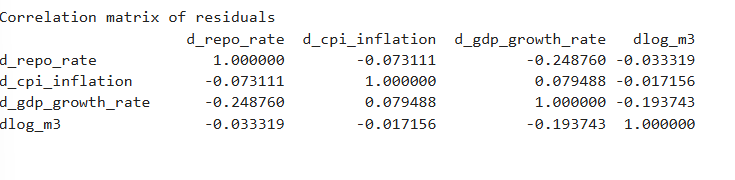 Correlation matrix of residuals
d_repo_rate d_cpi_inflation d_gdp_growth_rate dlog_m3
d_repo_rate 1.000000 -0.073111 -0.248760 -0.033319
d_cpi_inflation -0.073111 1.000000 0.079488 -0.017156
d_gdp_growth_rate -0.248760 0.079488 1.000000 -0.193743
dlog_m3 -0.033319 -0.017156 -0.193743 1.000000